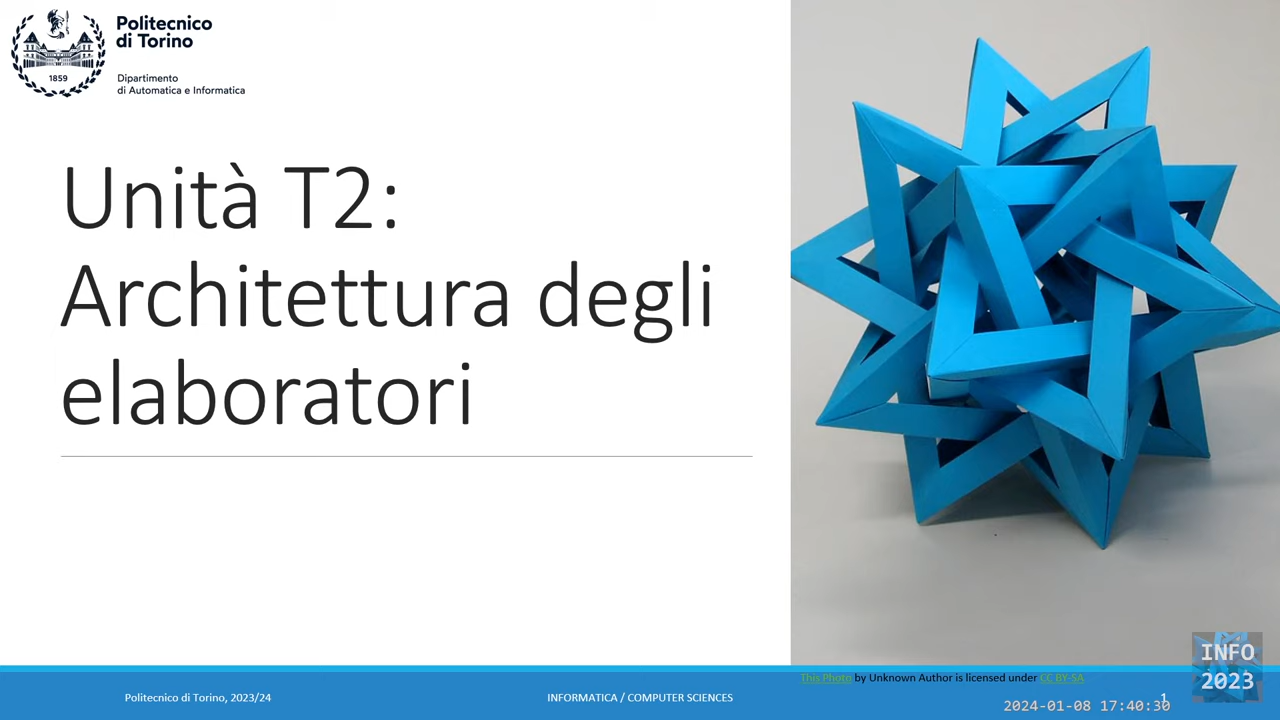 Politecnico
di Torino
1859
Dipartimento
di Automatica e Informatica
Unità T2:
Architettura degli
elaboratori
This Photo by Unknown Author is licensed under CC BY-SA
Politecnico di Torino, 2023/24
INFORMATICA / COMPUTER SCIENCES
1
INFO
2023
2024-01-08 17:40:30